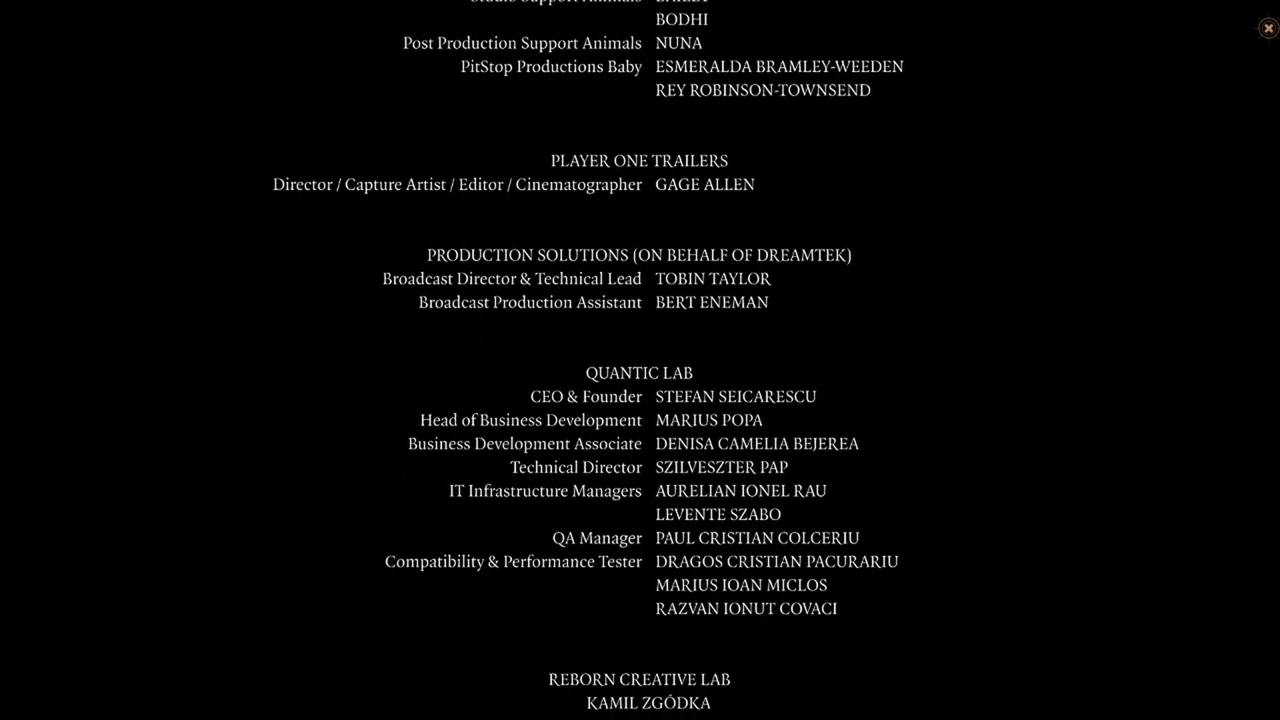 Studio Support Animals BAILEY
BODHI
Post Production Support Animals NUNA
PitStop Productions Baby ESMERALDA BRAMLEY-WEEDEN
REY ROBINSON-TOWNSEND
PLAYER ONE TRAILERS
Director / Capture Artist / Editor / Cinematographer GAGE ALLEN
PRODUCTION SOLUTIONS (ON BEHALF OF DREAMTEK)
Broadcast Director & Technical Lead TOBIN TAYLOR
Broadcast Production Assistant BERT ENEMAN
QUANTIC LAB
CEO & Founder STEFAN SEICARESCU
Head of Business Development MARIUS POPA
Business Development Associate DENISA CAMELIA BEJEREA
Technical Director SZILVESZTER PAP
IT Infrastructure Managers AURELIAN IONEL RAU
LEVENTE SZABO
QA Manager PAUL CRISTIAN COLCERIU
Compatibility & Performance Tester DRAGOS CRISTIAN PACURARIU
MARIUS IOAN MICLOS
RAZVAN IONUT COVACI
REBORN CREATIVE LAB
KAMIL ZGÓDKA